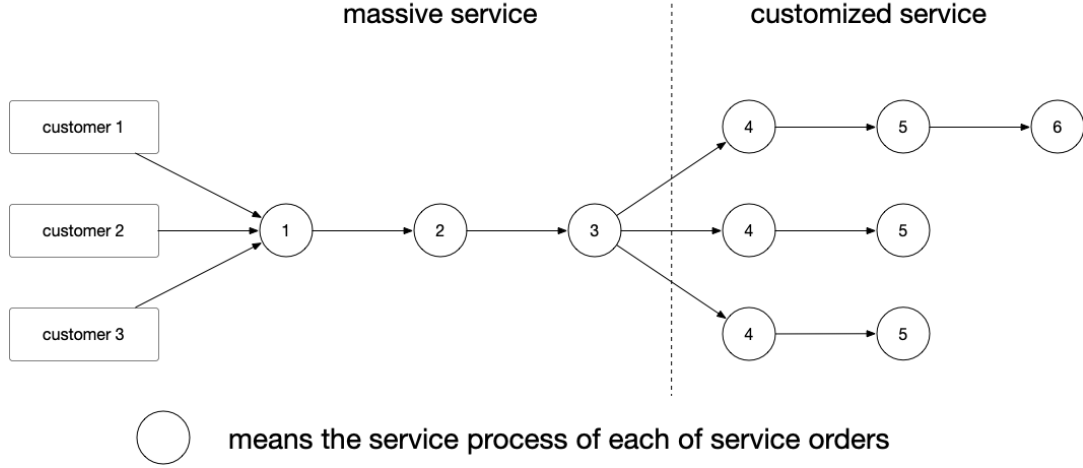 massive service
customized service
customer 1
4
5
6
customer 2
1
2
3
4
5
customer 3
4
5
means the service process of each of service orders